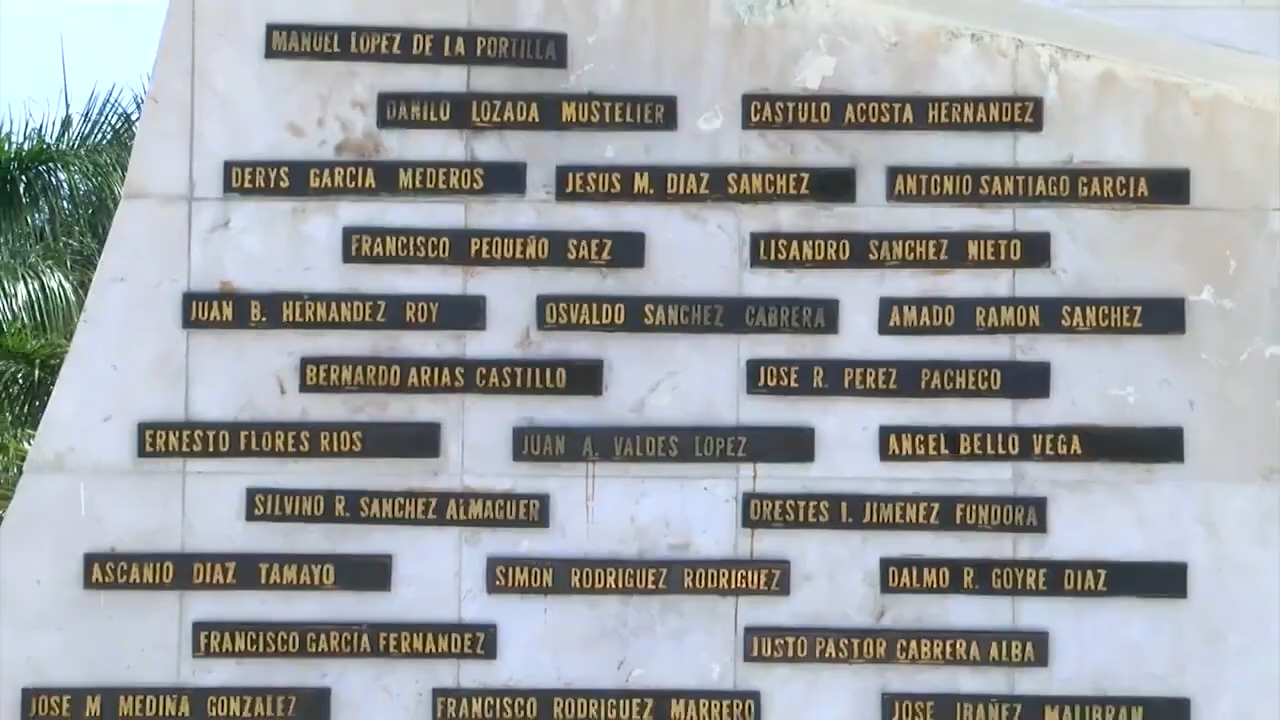 MANUEL LOPEZ DE LA PORTILLA
DANILO LOZADA MUSTELIER
CASTULO ACOSTA HERNANDEZ
DERYS GARCIA MEDEROS
JESUS M. DIAZ SANCHEZ
ANTONIO SANTIAGO GARCIA
FRANCISCO PEQUEÑO SAEZ
LISANDRO SANCHEZ NIETO
JUAN B. HERNANDEZ ROY
OSVALDO SANCHEZ CABRERA
AMADO RAMON SANCHEZ
BERNARDO ARIAS CASTILLO
JOSE R. PEREZ PACHECO
ERNESTO FLORES RIOS
JUAN A. VALDES LOPEZ
ANGEL BELLO VEGA
SILVINO R. SANCHEZ ALMAGUER
ORESTES I. JIMENEZ FUNDORA
ASCANIO DIAZ TAMAYO
SIMON RODRIGUEZ RODRIGUEZ
DALMO R. GOYRE DIAZ
FRANCISCO GARCIA FERNANDEZ
JUSTO PASTOR CABRERA ALBA
JOSE M MEDINA GONZALEZ
FRANCISCO RODRIGUEZ MARRERO
JOSE IBAÑEZ MALIBRAN